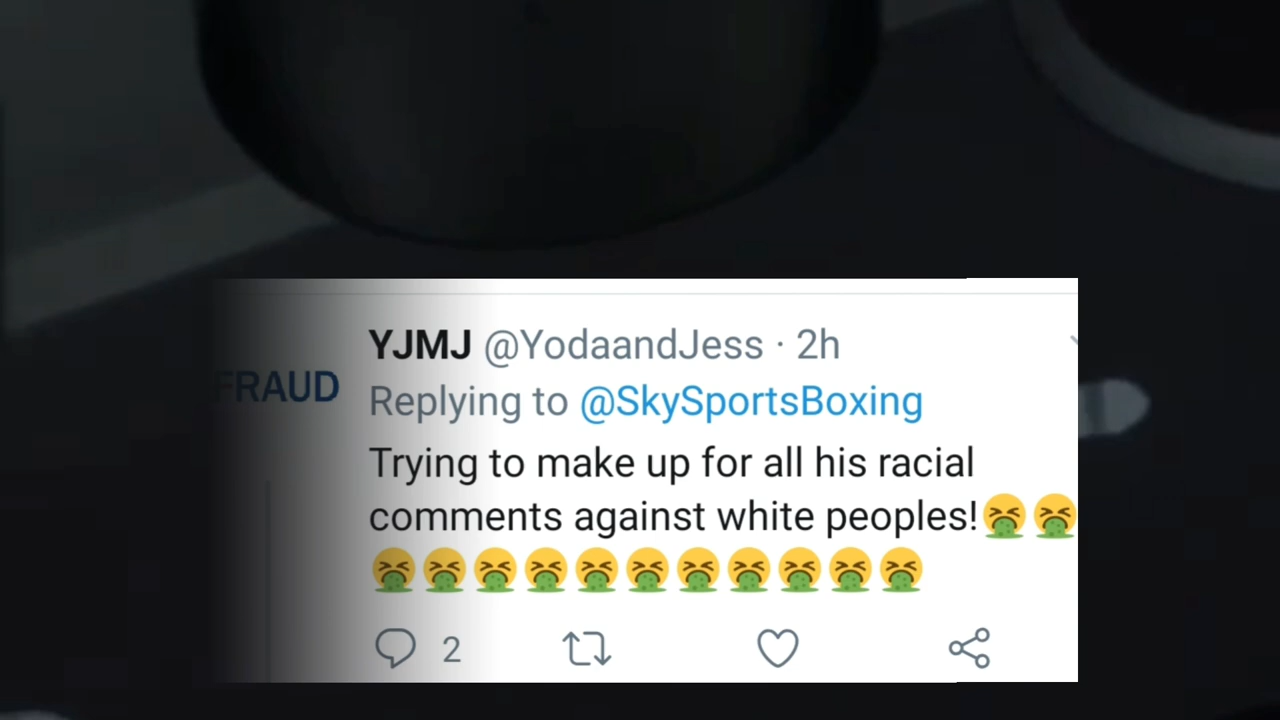 YJMJ @YodaandJess · 2h
FRAUD
Replying to @SkySportsBoxing
Trying to make up for all his racial
comments against white peoples!🤮🤮
🤮🤮🤮🤮🤮🤮🤮🤮🤮🤮🤮
2